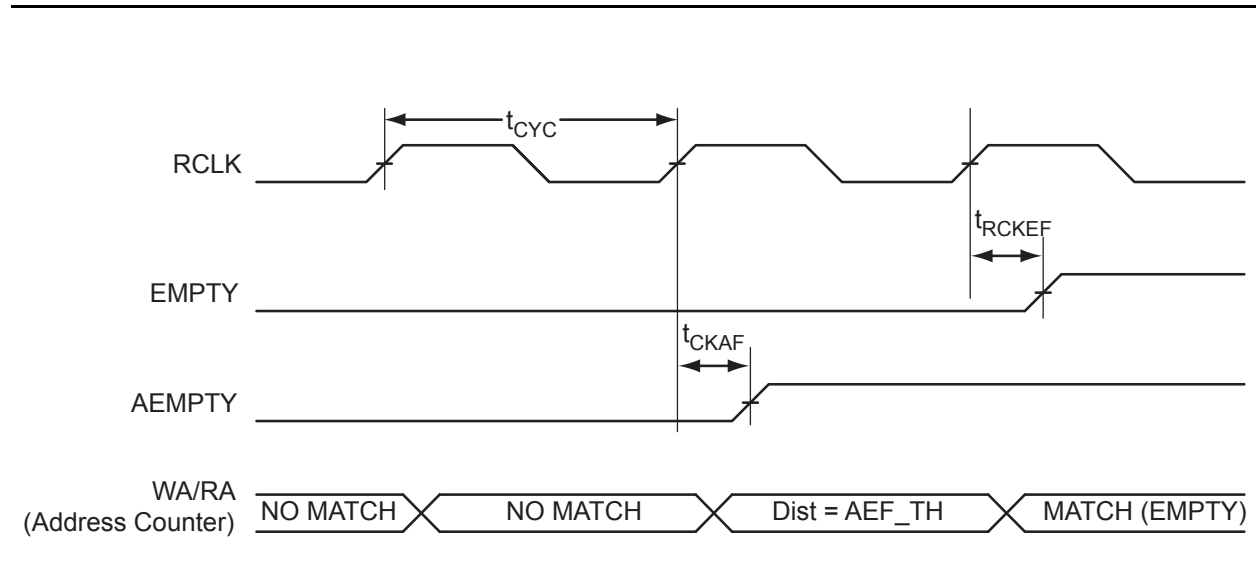 tCYC
RCLK
tRCKEF
EMPTY
tCKAF
AEMPTY
WA/RA
(Address Counter)
NO MATCH NO MATCH Dist = AEF_TH MATCH (EMPTY)